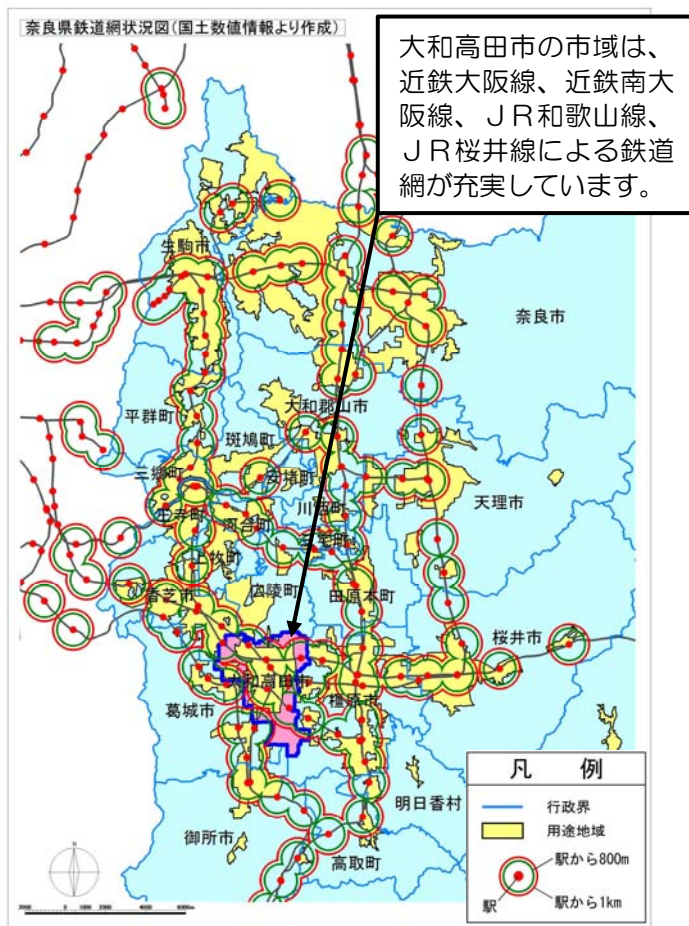 奈良県鉄道網状況図(国土数値情報より作成)
大和高田市の市域は、
近鉄大阪線、近鉄南大
阪線、JR和歌山線、
JR桜井線による鉄道
網が充実しています。
生駒市
奈良市
平群町
大和郡山市
斑鳩町
三郷町
安堵町
天理市
王寺町
川西町
河合町
三宅町
上牧町
香芝市
広陵町
田原本町
桜井市
大和高田市
橿原市
葛城市
明日香村
御所市
高取町
凡 例
行政界
用途地域
駅から800m
駅
駅から1km
2000 0 2000 4000 6000m